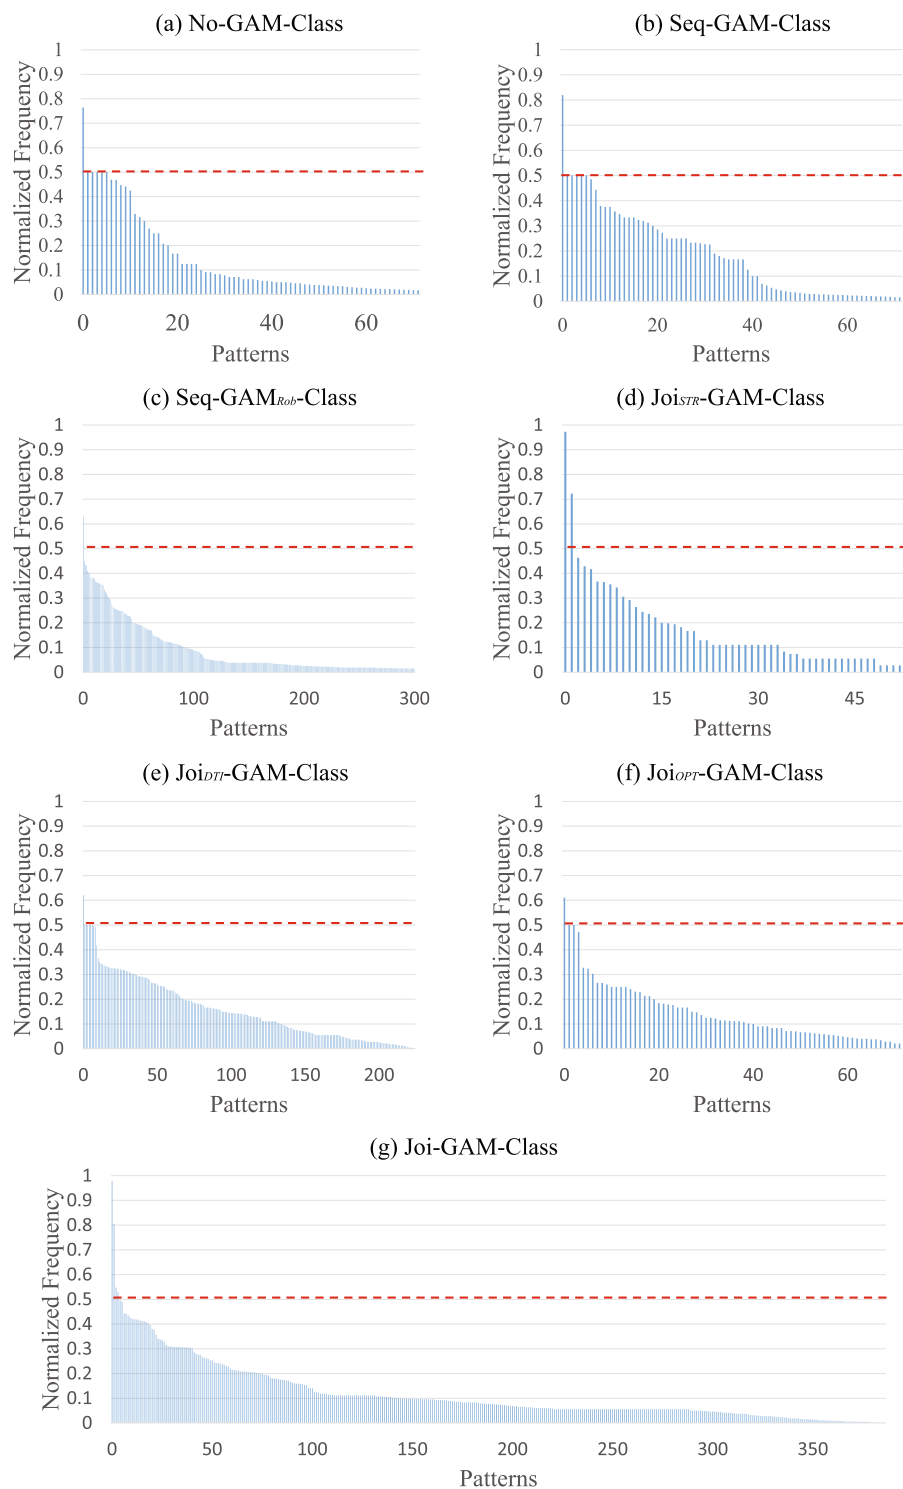 (a) No-GAM-Class
Normalized Frequency
1
0.9
0.8
0.7
0.6
0.5
0.4
0.3
0.2
0.1
0
0 20 40 60
Patterns
(b) Seq-GAM-Class
Normalized Frequency
1
0.9
0.8
0.7
0.6
0.5
0.4
0.3
0.2
0.1
0
0 20 40 60
Patterns
(c) Seq-GAMRob-Class
Normalized Frequency
1
0.9
0.8
0.7
0.6
0.5
0.4
0.3
0.2
0.1
0
0 100 200 300
Patterns
(d) JoiSTR-GAM-Class
Normalized Frequency
1
0.9
0.8
0.7
0.6
0.5
0.4
0.3
0.2
0.1
0
0 15 30 45
Patterns
(e) JoiDTI-GAM-Class
Normalized Frequency
1
0.9
0.8
0.7
0.6
0.5
0.4
0.3
0.2
0.1
0
0 50 100 150 200
Patterns
(f) JoiOPT-GAM-Class
Normalized Frequency
1
0.9
0.8
0.7
0.6
0.5
0.4
0.3
0.2
0.1
0
0 20 40 60
Patterns
(g) Joi-GAM-Class
Normalized Frequency
1
0.9
0.8
0.7
0.6
0.5
0.4
0.3
0.2
0.1
0
0 50 100 150 200 250 300 350
Patterns